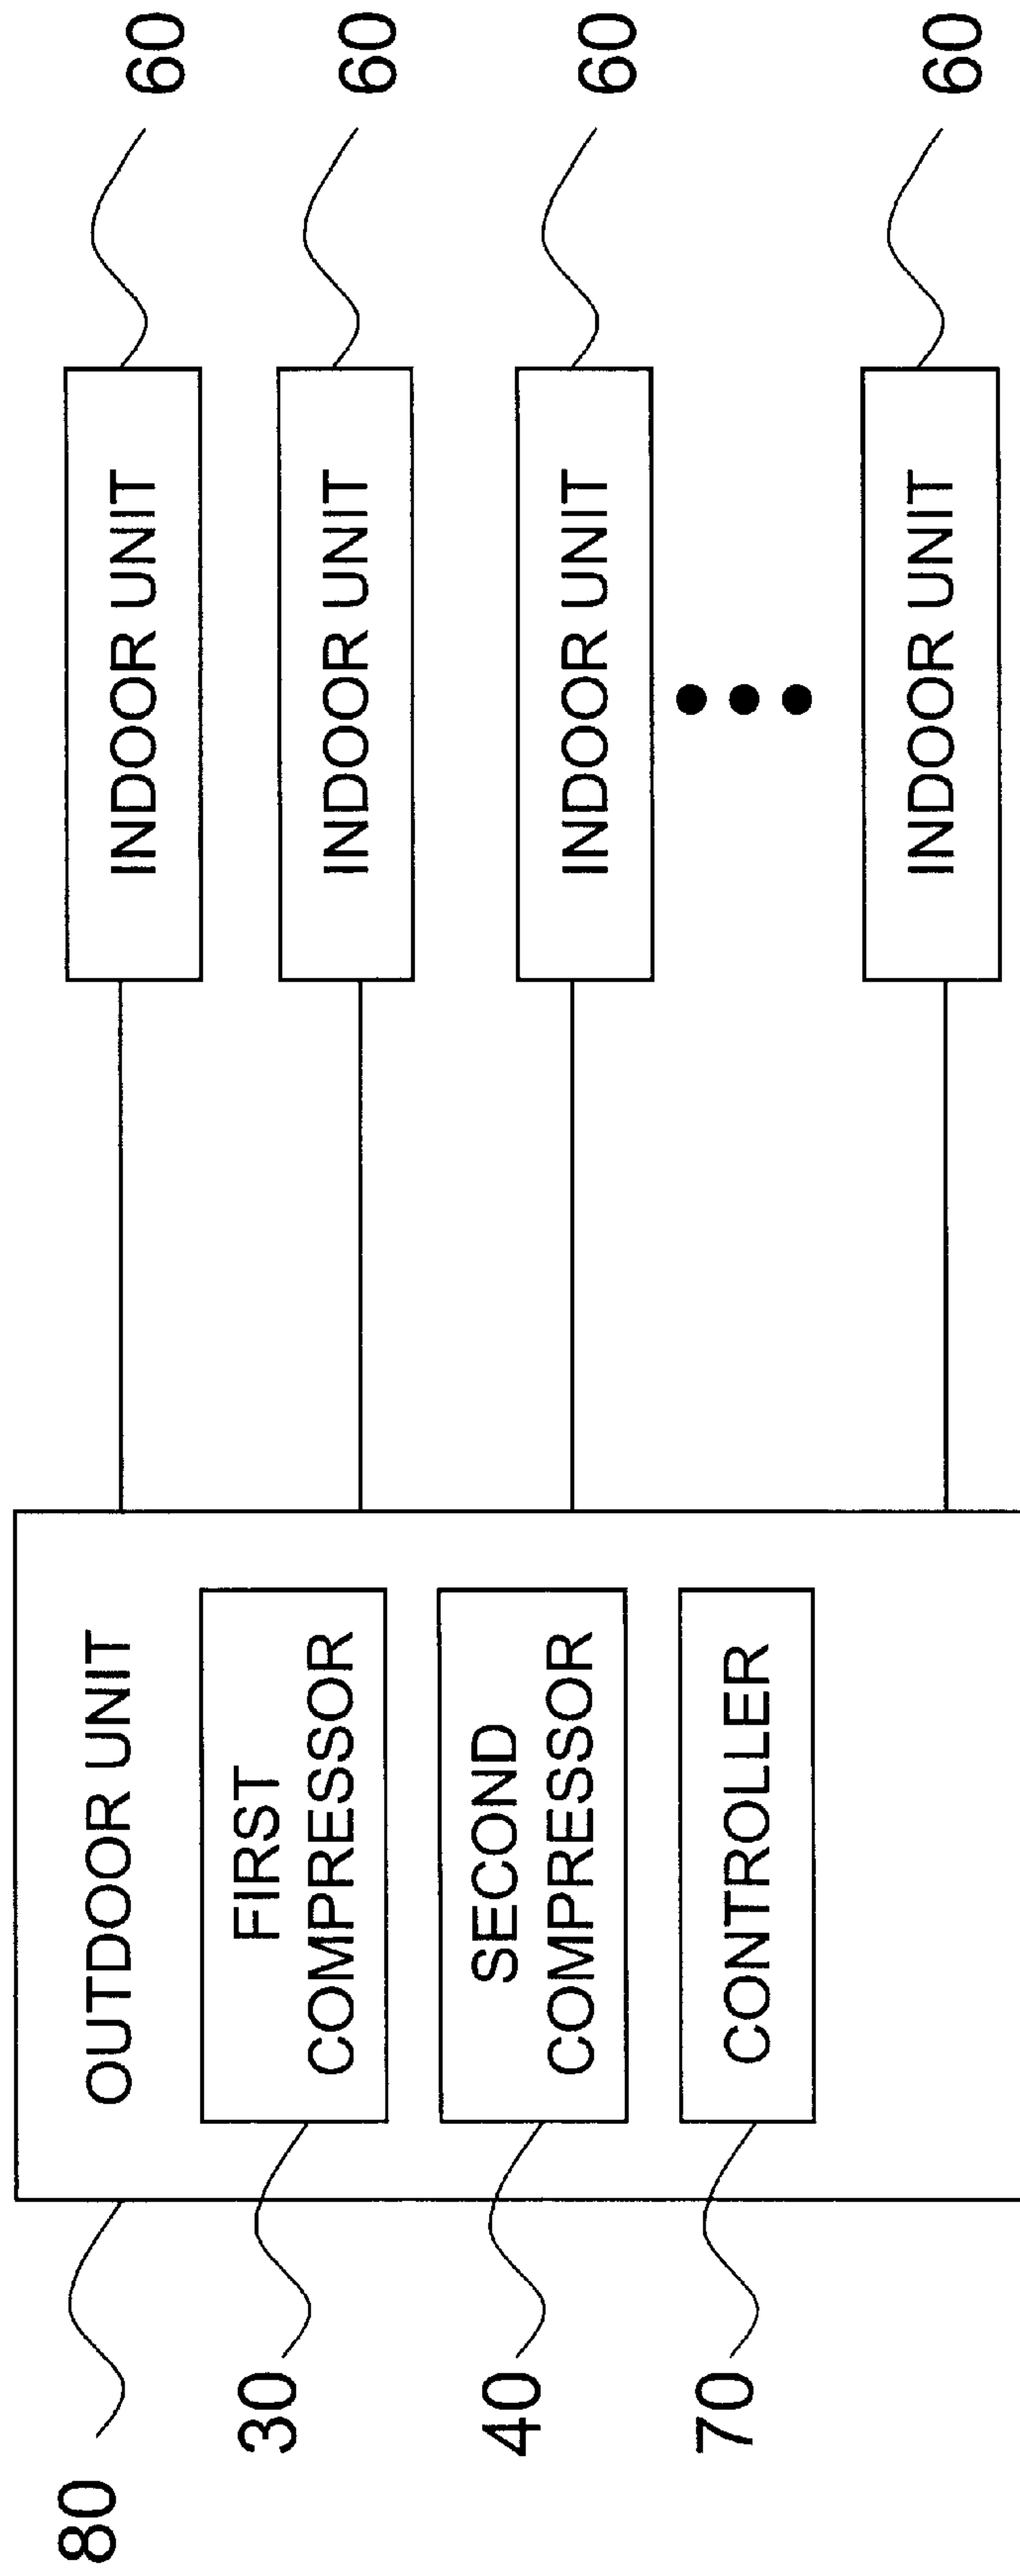 80
OUTDOOR UNIT
30
FIRST
COMPRESSOR
40
SECOND
COMPRESSOR
70
CONTROLLER
INDOOR UNIT
60
INDOOR UNIT
60
INDOOR UNIT
60
INDOOR UNIT
60